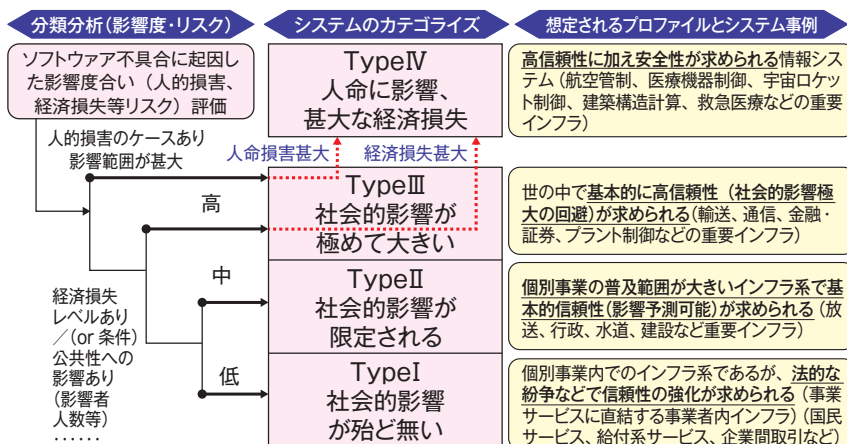 分類分析(影響度・リスク)
システムのカテゴライズ
想定されるプロファイルとシステム事例
ソフトウァア不具合に起因し
た影響度合い（人的損害、
経済損失等リスク）評価
TypeⅣ
人命に影響、
甚大な経済損失
高信頼性に加え安全性が求められる情報シス
テム（航空管制、医療機器制御、宇宙ロケッ
ト制御、建築構造計算、救急医療などの重要
インフラ）
人的損害のケースあり
影響範囲が甚大
人命損害甚大
経済損失甚大
高
TypeⅢ
社会的影響が
極めて大きい
世の中で基本的に高信頼性（社会的影響極
大の回避）が求められる（輸送、通信、金融・
証券、プラント制御などの重要インフラ）
中
TypeⅡ
社会的影響が
限定される
個別事業の普及範囲が大きいインフラ系で基
本的信頼性（影響予測可能）が求められる（放
送、行政、水道、建設など重要インフラ）
経済損失
レベルあり
／（or 条件）
公共性への
影響あり
（影響者
人数等）
······
低
TypeⅠ
社会的影響
が殆ど無い
個別事業内でのインフラ系であるが、法的な
紛争などで信頼性の強化が求められる（事業
サービスに直結する事業者内インフラ）（国民
サービス、給付系サービス、企業間取引など）